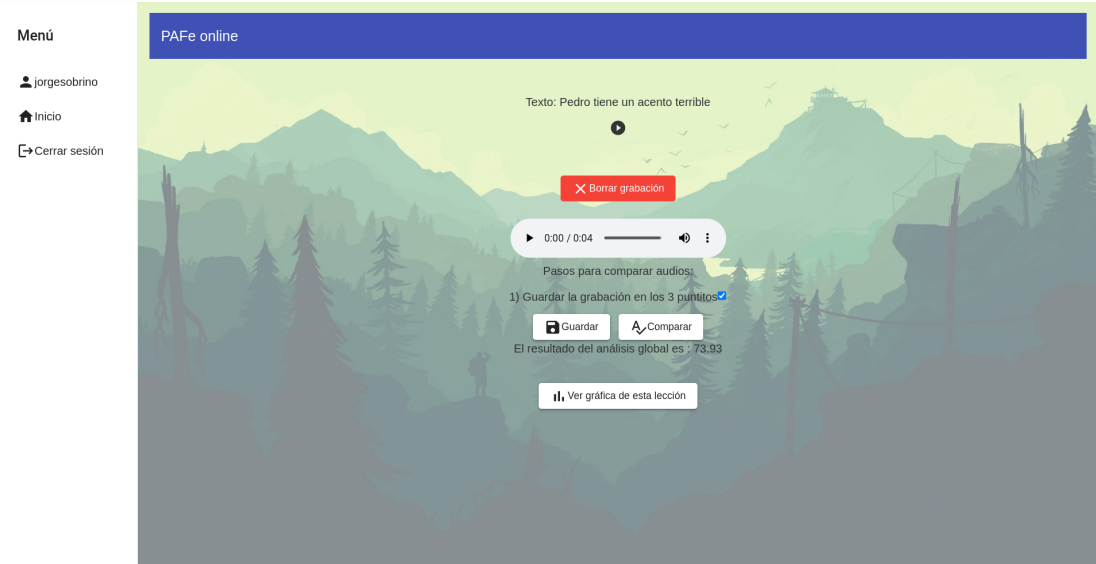 Menú
jorgesobrino
Inicio
Cerrar sesión
PAFe online
Texto: Pedro tiene un acento terrible
Borrar grabación
0:00 / 0:04
Pasos para comparar audios:
1) Guardar la grabación en los 3 puntitos
Guardar
Comparar
El resultado del análisis global es : 73.93
Ver gráfica de esta lección